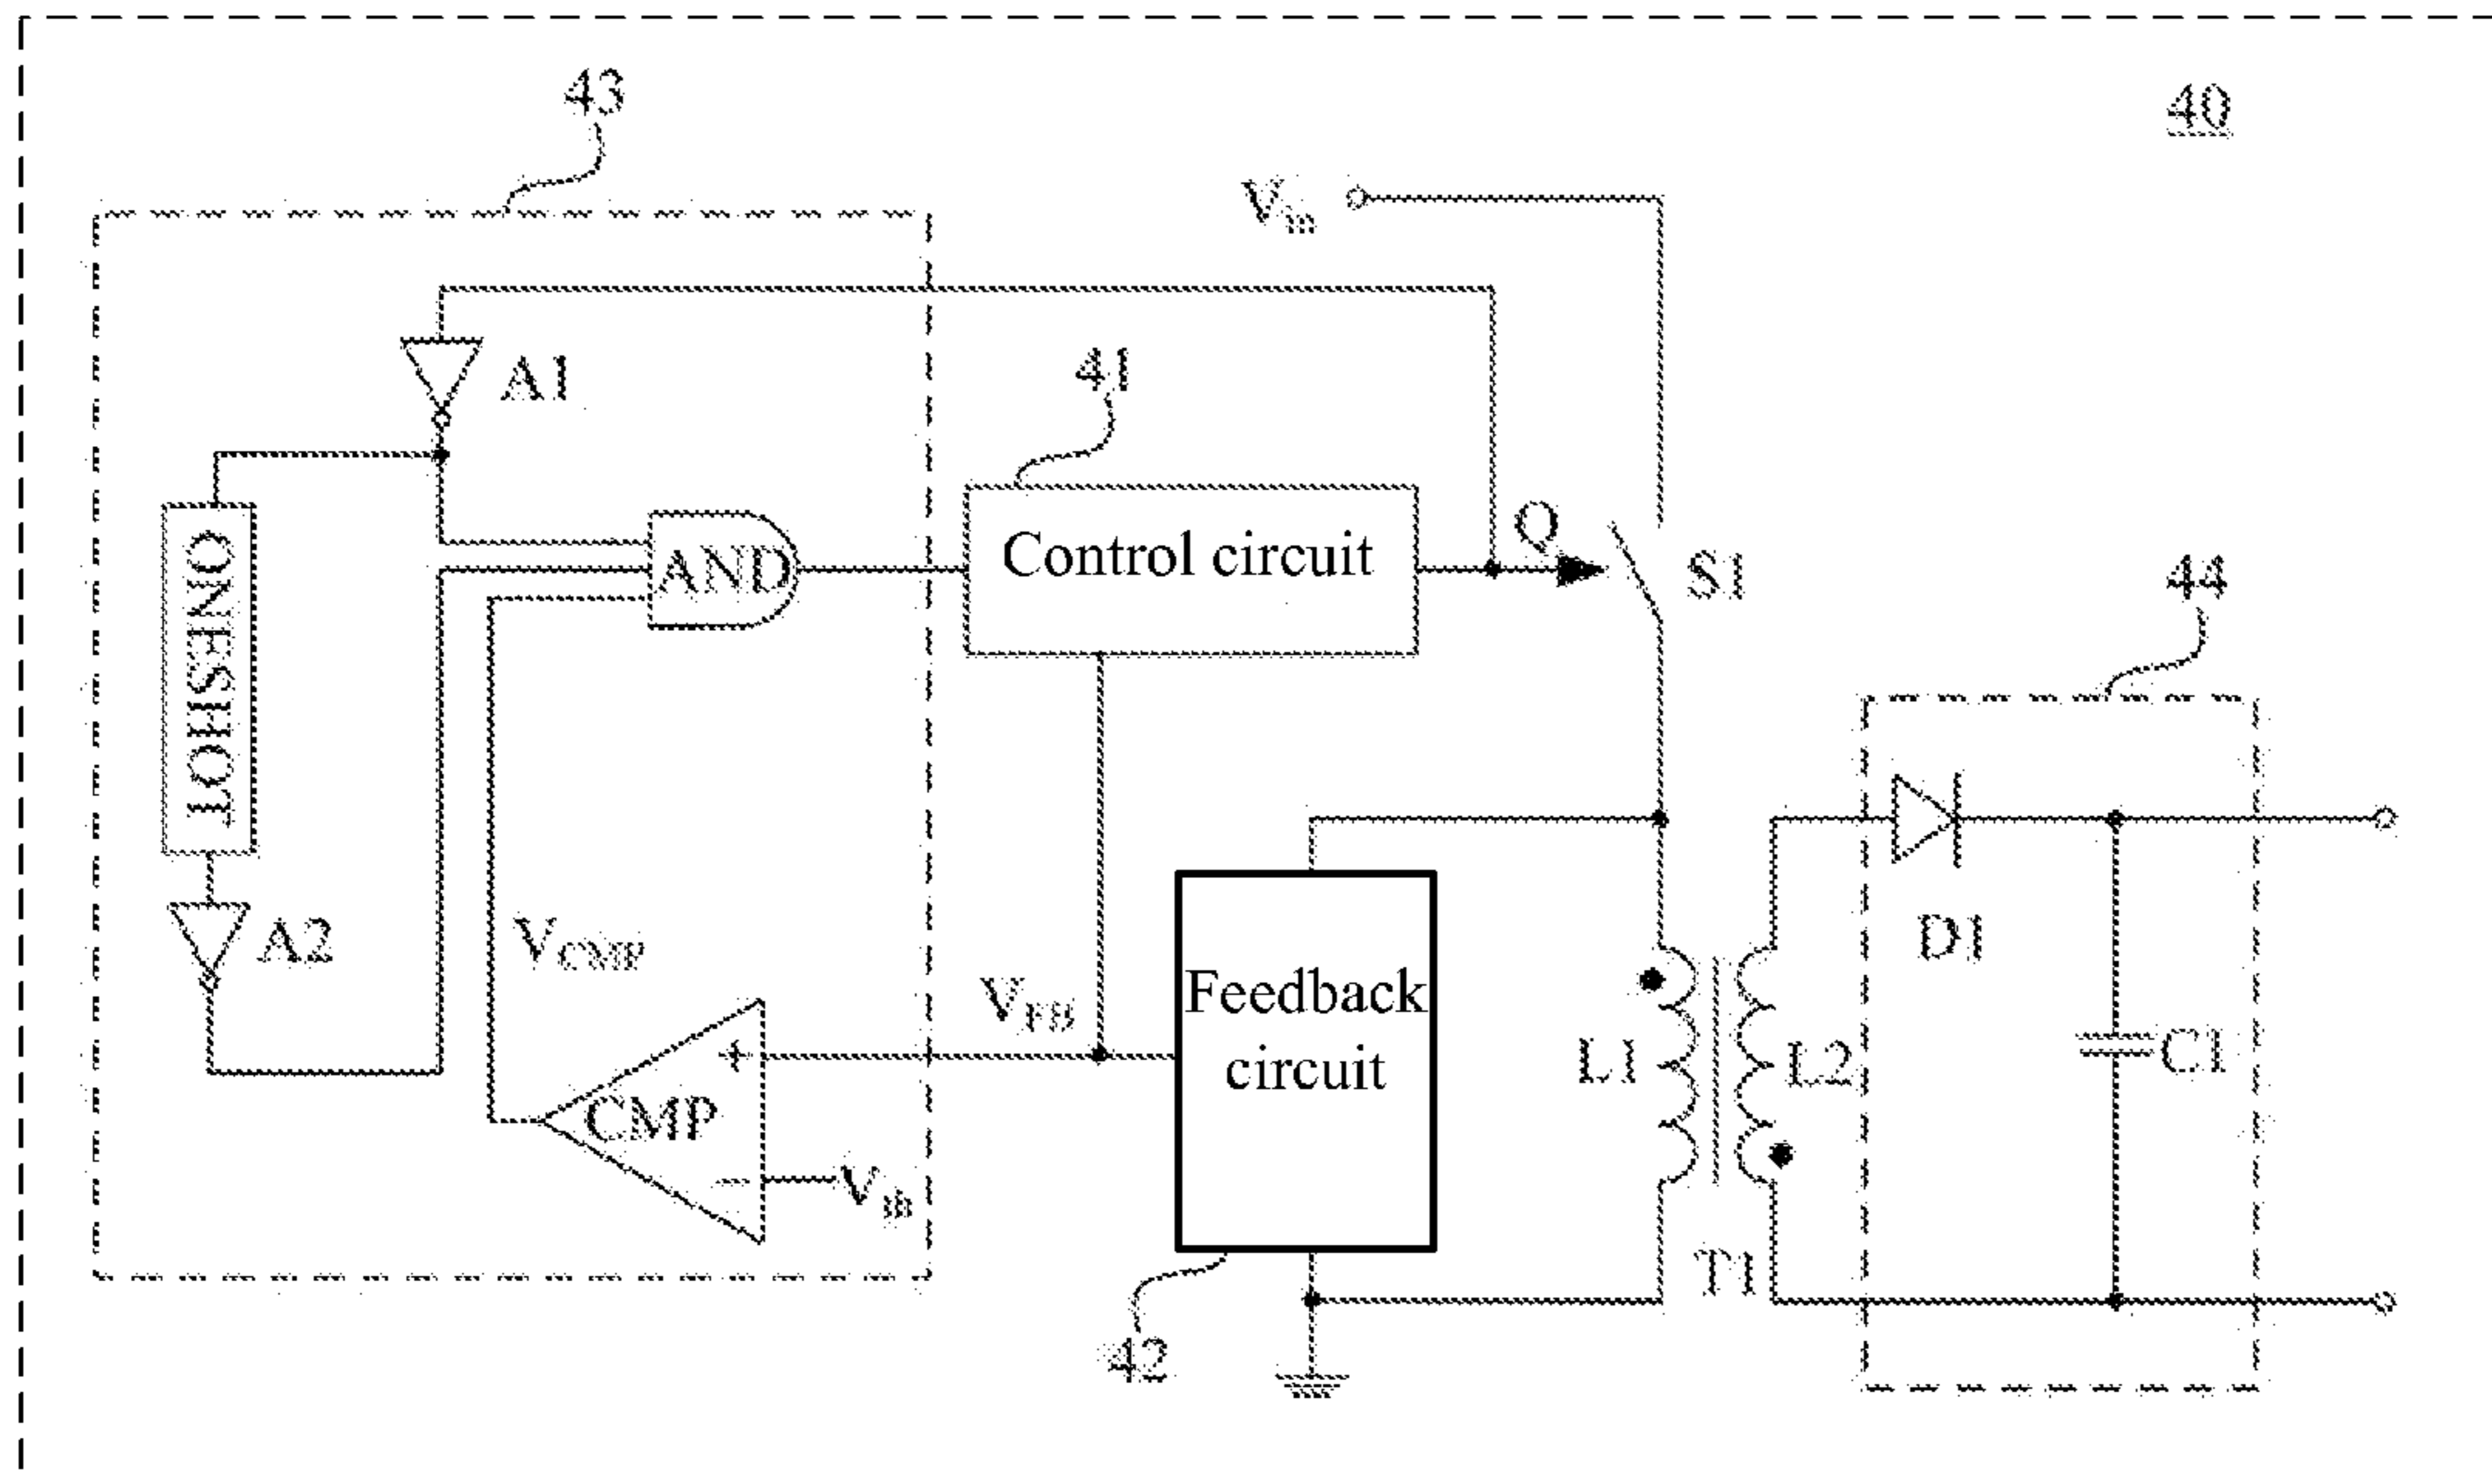 43
40
Vin
A1
41
ONESHOT
AND
Control circuit
Q
S1
44
A2
VCMP
VFB
Feedback
circuit
D1
L1
L2
C1
+
CMP
−
Vth
T1
42